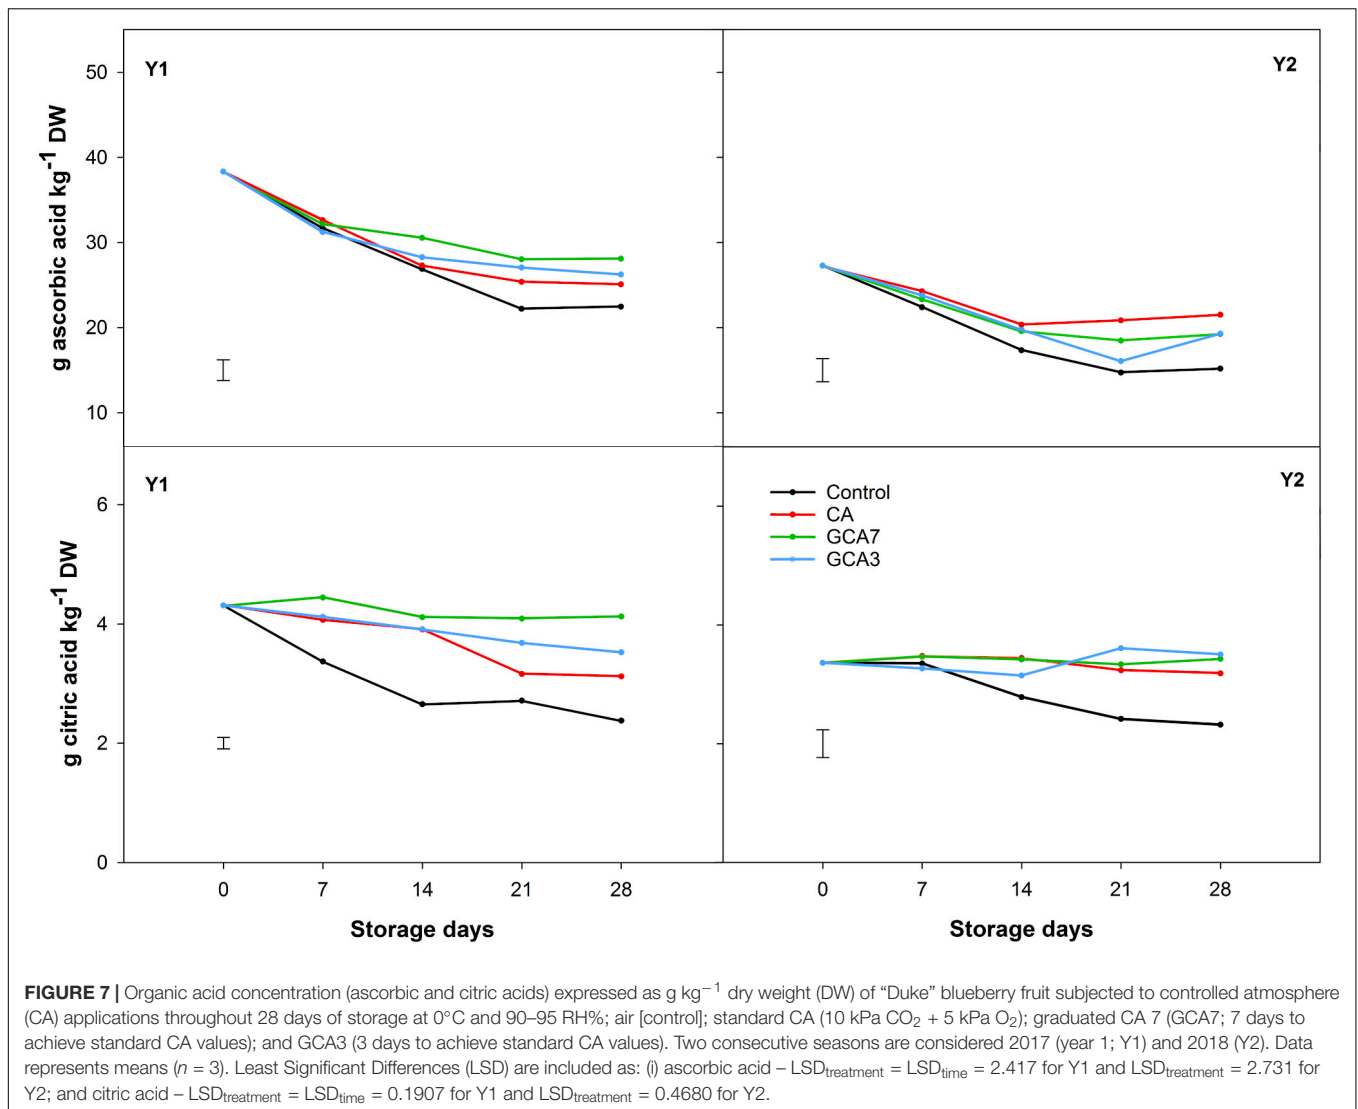 Y1
Y2
50
40
30
20
10
g ascorbic acid kg⁻¹ DW
Y1
Y2
Control
CA
GCA7
GCA3
6
4
2
0
g citric acid kg⁻¹ DW
0 7 14 21 28
0 7 14 21 28
Storage days
Storage days
FIGURE 7 | Organic acid concentration (ascorbic and citric acids) expressed as g kg⁻¹ dry weight (DW) of “Duke” blueberry fruit subjected to controlled atmosphere
(CA) applications throughout 28 days of storage at 0°C and 90–95 RH%; air [control]; standard CA (10 kPa CO₂ + 5 kPa O₂); graduated CA 7 (GCA7; 7 days to
achieve standard CA values); and GCA3 (3 days to achieve standard CA values). Two consecutive seasons are considered 2017 (year 1; Y1) and 2018 (Y2). Data
represents means (n = 3). Least Significant Differences (LSD) are included as: (i) ascorbic acid – LSDtreatment = LSDtime = 2.417 for Y1 and LSDtreatment = 2.731 for
Y2; and citric acid – LSDtreatment = LSDtime = 0.1907 for Y1 and LSDtreatment = 0.4680 for Y2.